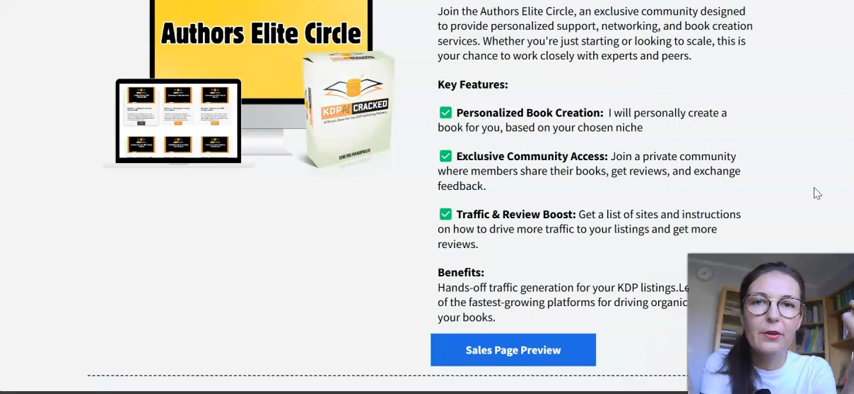 Authors Elite Circle
KDP CRACKED
Join the Authors Elite Circle, an exclusive community designed
to provide personalized support, networking, and book creation
services. Whether you're just starting or looking to scale, this is
your chance to work closely with experts and peers.
Key Features:
✅ Personalized Book Creation: I will personally create a
book for you, based on your chosen niche
✅ Exclusive Community Access: Join a private community
where members share their books, get reviews, and exchange
feedback.
✅ Traffic & Review Boost: Get a list of sites and instructions
on how to drive more traffic to your listings and get more
reviews.
Benefits:
Hands-off traffic generation for your KDP listings.
of the fastest-growing platforms for driving
your books.
Sales Page Preview